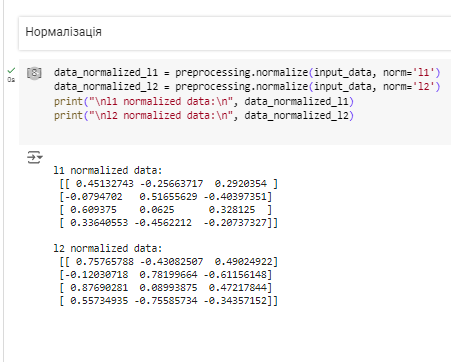 Нормалізація
0s
[8]
data_normalized_l1 = preprocessing.normalize(input_data, norm='l1')
data_normalized_l2 = preprocessing.normalize(input_data, norm='l2')
print("\nl1 normalized data:\n", data_normalized_l1)
print("\nl2 normalized data:\n", data_normalized_l2)
l1 normalized data:
[[ 0.45132743 -0.25663717  0.2920354 ]
[-0.0794702   0.51655629 -0.40397351]
[ 0.609375    0.0625      0.328125  ]
[ 0.33640553 -0.4562212  -0.20737327]]
l2 normalized data:
[[ 0.75765788 -0.43082507  0.49024922]
[-0.12030718  0.78199664 -0.61156148]
[ 0.87690281  0.08993875  0.47217844]
[ 0.55734935 -0.75585734 -0.34357152]]